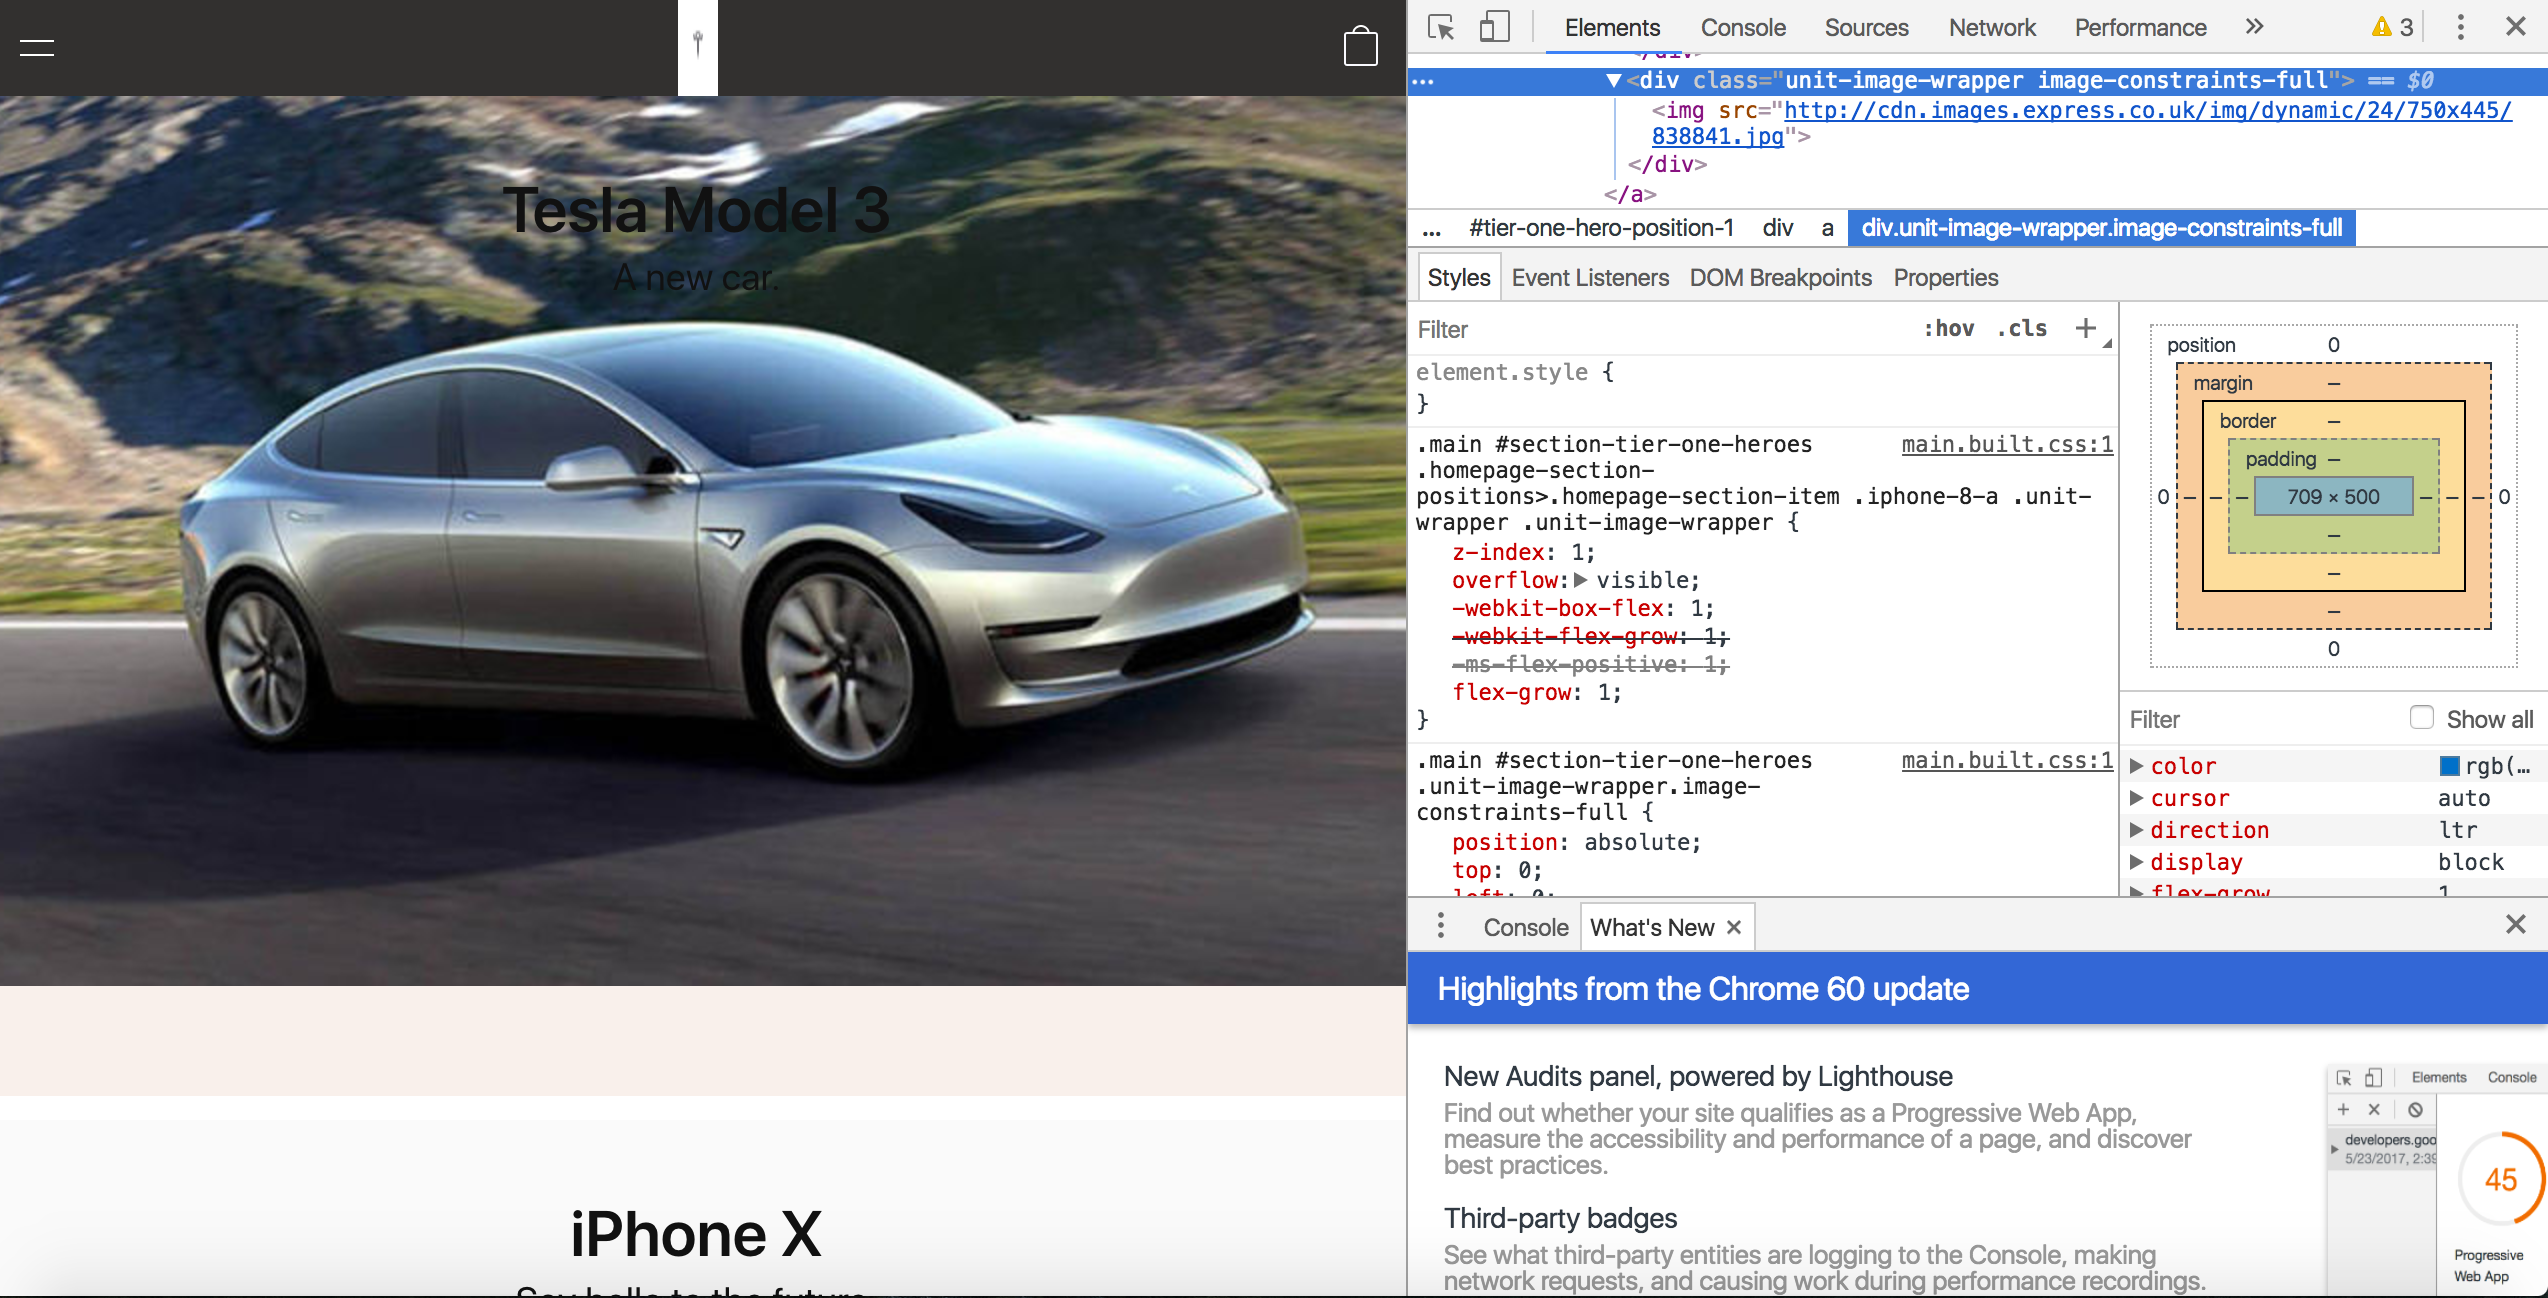 Tesla Model 3
A new car.
iPhone X
Elements Console Sources Network Performance » 3
<div class="unit-image-wrapper image-constraints-full"> == $0
<img src="http://cdn.images.express.co.uk/img/dynamic/24/750x445/
838841.jpg">
</div>
</a>
... #tier-one-hero-position-1 div a div.unit-image-wrapper.image-constraints-full
Styles Event Listeners DOM Breakpoints Properties
Filter :hov .cls +
element.style {
}
.main #section-tier-one-heroes main.built.css:1
.homepage-section-
positions>.homepage-section-item .iphone-8-a .unit-
wrapper .unit-image-wrapper {
z-index: 1;
overflow: visible;
-webkit-box-flex: 1;
-webkit-flex-grow: 1;
-ms-flex-positive: 1;
flex-grow: 1;
}
.main #section-tier-one-heroes main.built.css:1
.unit-image-wrapper.image-
constraints-full {
position: absolute;
top: 0;
left: 0;
position 0
margin –
border –
padding –
0 – – – 709 × 500 – – – 0
–
–
–
0
Filter Show all
color rgb(…
cursor auto
direction ltr
display block
flex-grow 1
Console What's New ×
Highlights from the Chrome 60 update
New Audits panel, powered by Lighthouse
Find out whether your site qualifies as a Progressive Web App,
measure the accessibility and performance of a page, and discover
best practices.
Third-party badges
See what third-party entities are logging to the Console, making
network requests, and causing work during performance recordings.
Elements Console
developers.goo
5/23/2017, 2:39
45
Progressive
Web App